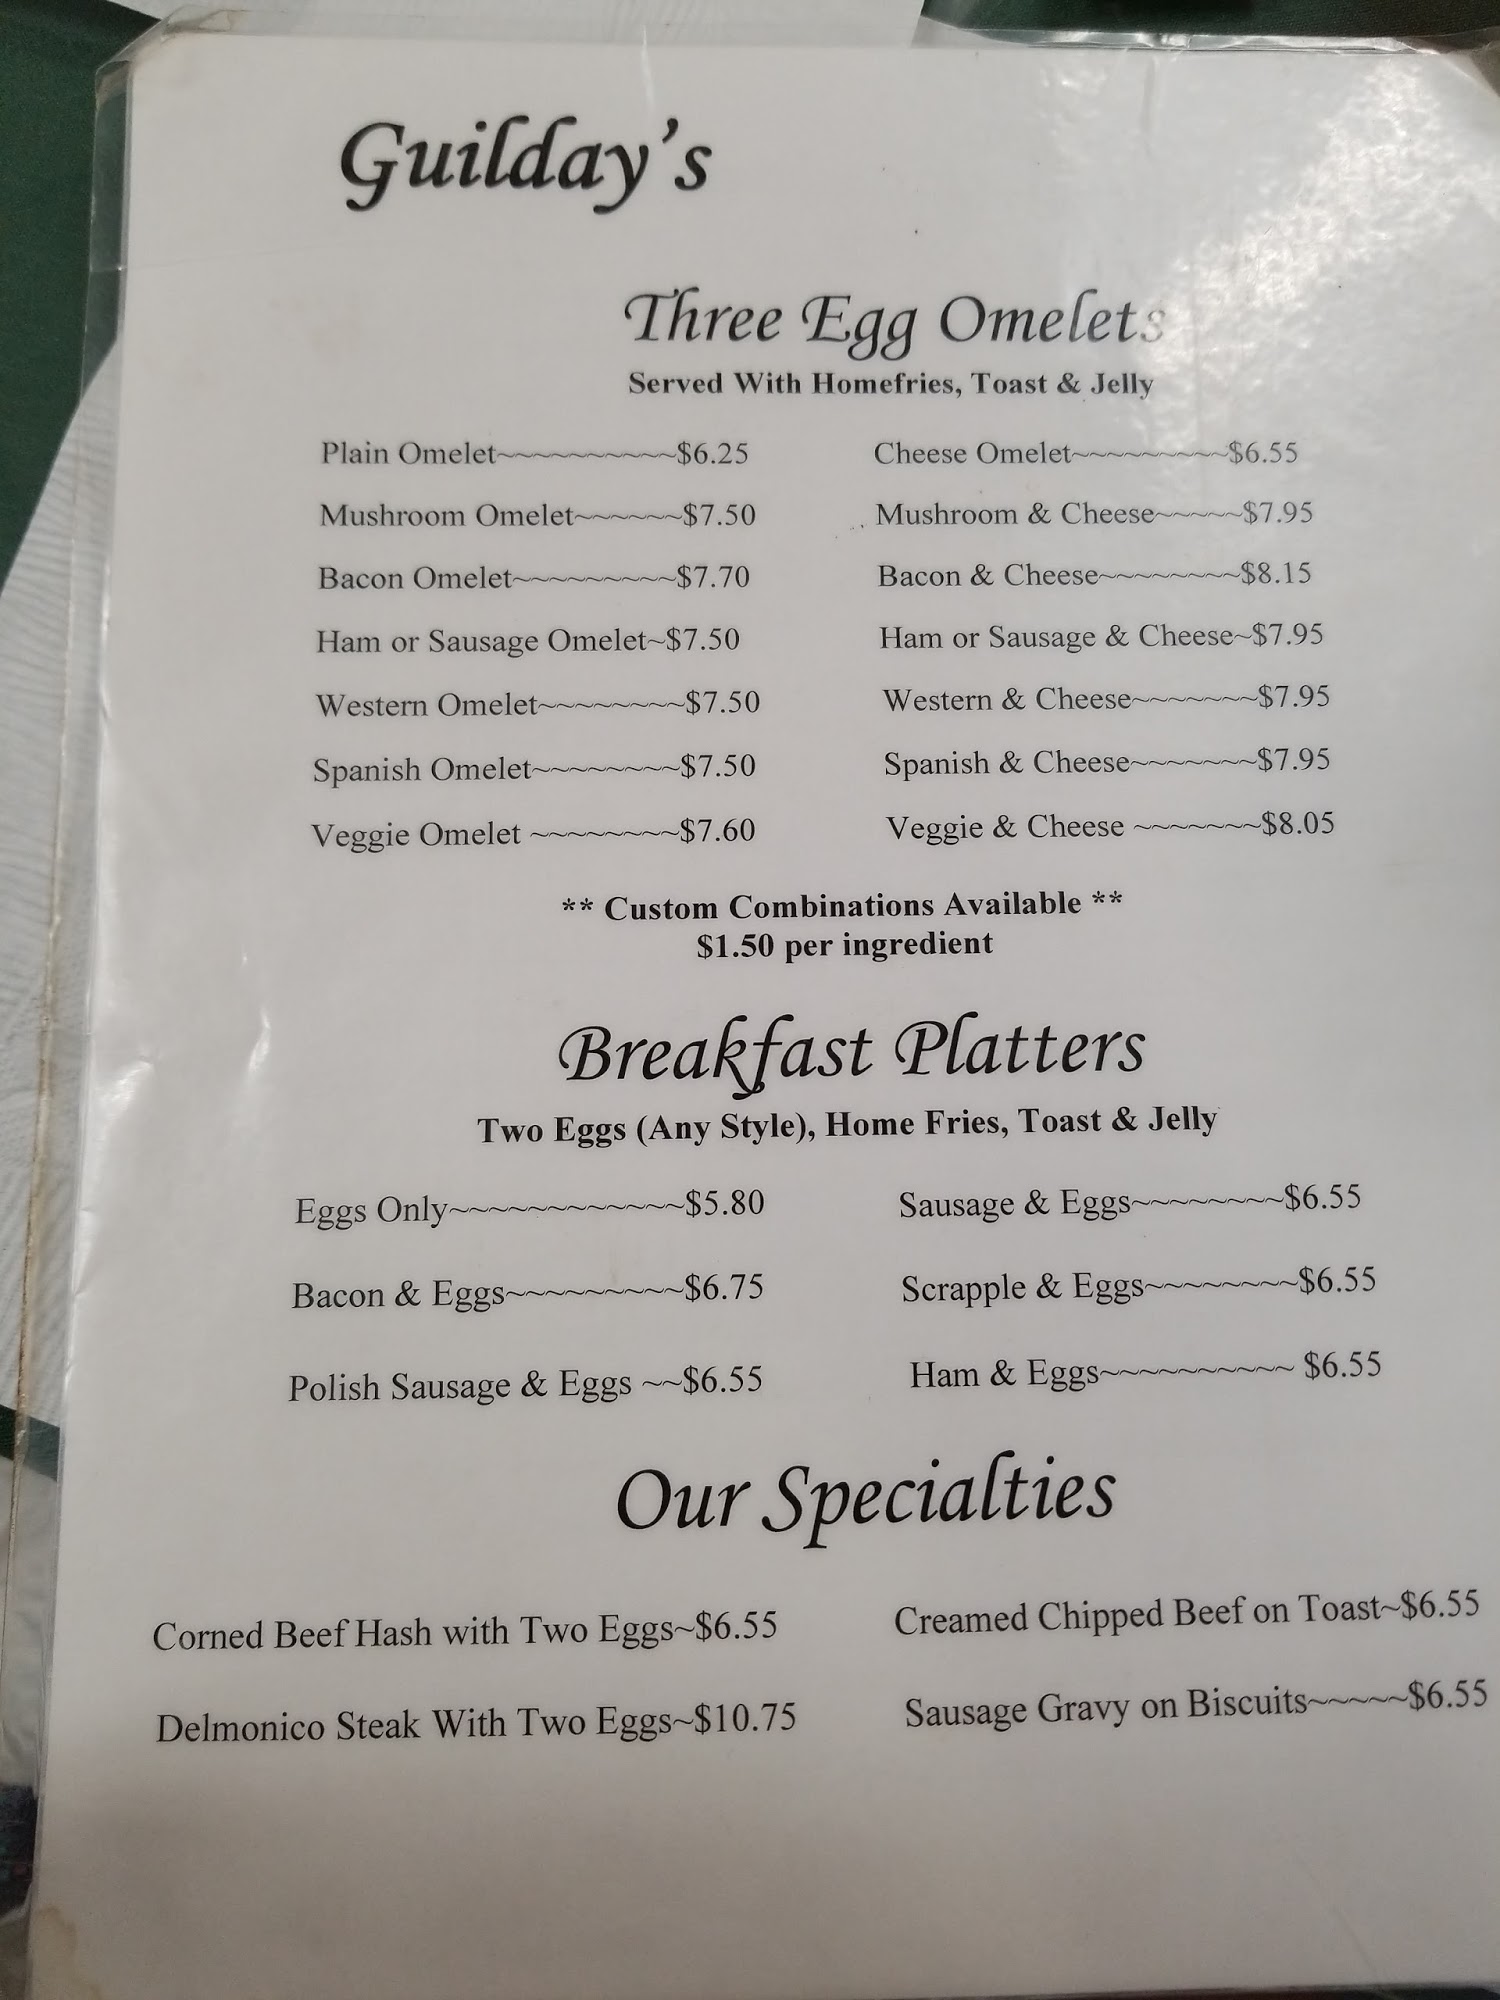 Guilday's
Three Egg Omelets
Served With Homefries, Toast & Jelly
Plain Omelet~~~~~~~~~~$6.25 Cheese Omelet~~~~~~~~~$6.55
Mushroom Omelet~~~~~~$7.50 Mushroom & Cheese~~~~~$7.95
Bacon Omelet~~~~~~~~~$7.70 Bacon & Cheese~~~~~~~~$8.15
Ham or Sausage Omelet~$7.50 Ham or Sausage & Cheese~$7.95
Western Omelet~~~~~~~~$7.50 Western & Cheese~~~~~~~$7.95
Spanish Omelet~~~~~~~~$7.50 Spanish & Cheese~~~~~~~$7.95
Veggie Omelet ~~~~~~~~$7.60 Veggie & Cheese ~~~~~~~$8.05
** Custom Combinations Available **
$1.50 per ingredient
Breakfast Platters
Two Eggs (Any Style), Home Fries, Toast & Jelly
Eggs Only~~~~~~~~~~~~~$5.80 Sausage & Eggs~~~~~~~~$6.55
Bacon & Eggs~~~~~~~~~~$6.75 Scrapple & Eggs~~~~~~~~$6.55
Polish Sausage & Eggs ~~$6.55 Ham & Eggs~~~~~~~~~~ $6.55
Our Specialties
Corned Beef Hash with Two Eggs~$6.55 Creamed Chipped Beef on Toast~$6.55
Delmonico Steak With Two Eggs~$10.75 Sausage Gravy on Biscuits~~~~~$6.55